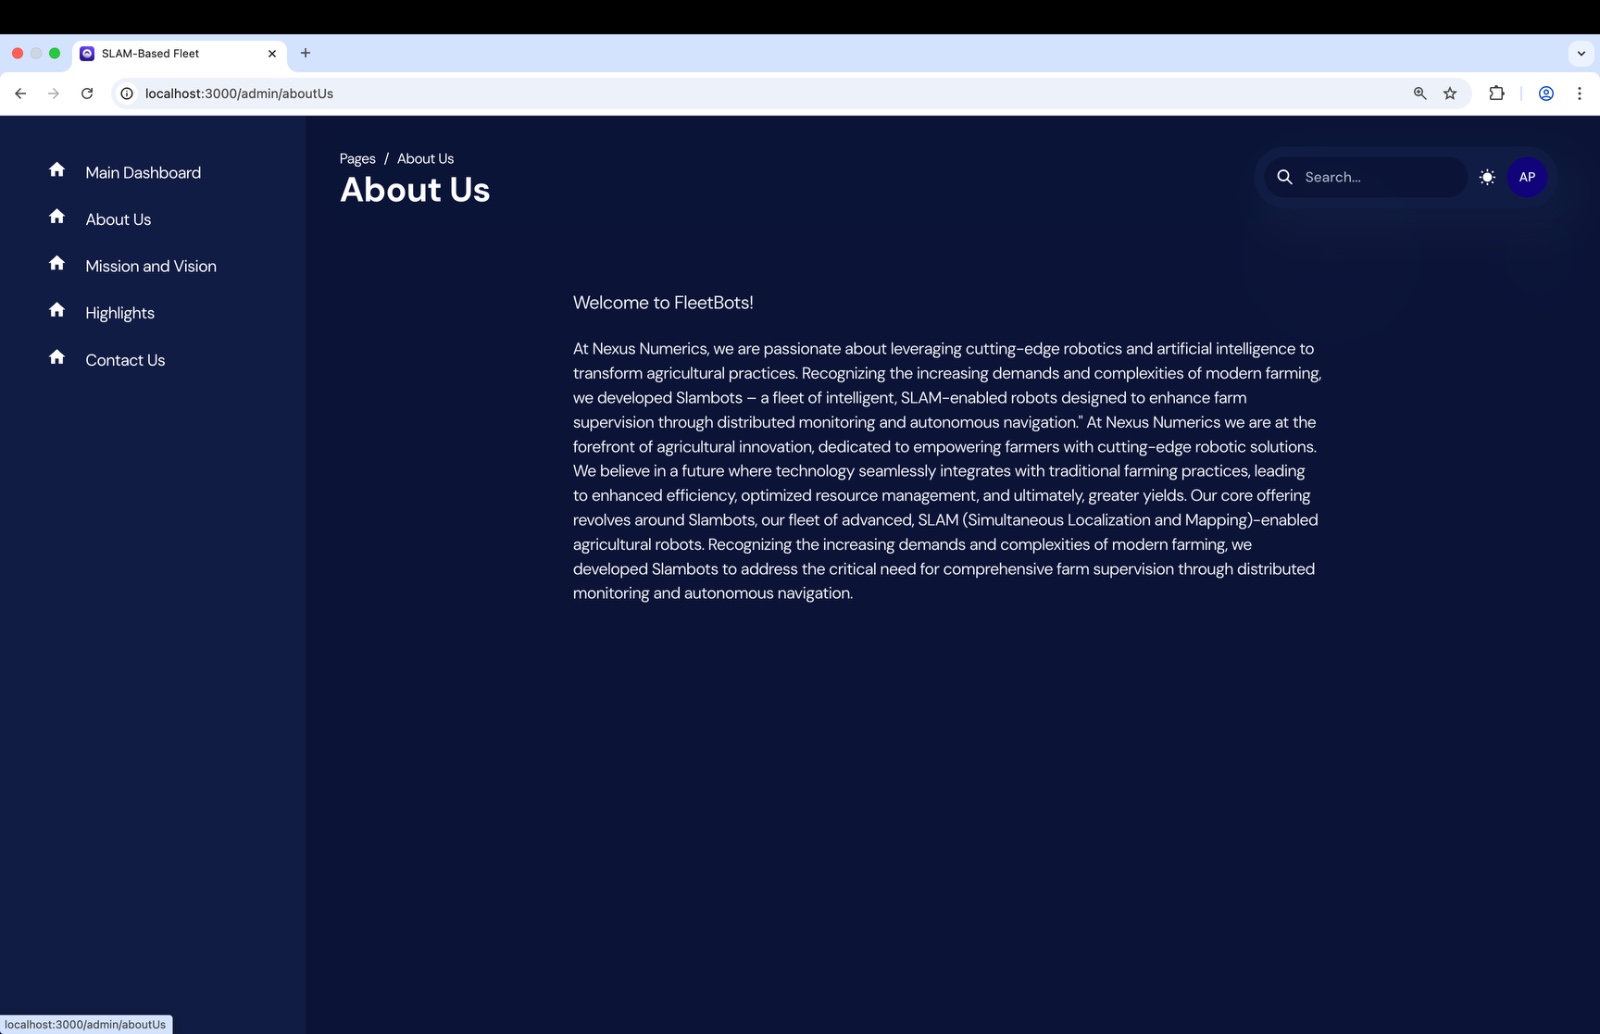 SLAM-Based Fleet
localhost:3000/admin/aboutUs
Main Dashboard
About Us
Mission and Vision
Highlights
Contact Us
Pages / About Us
About Us
Search...
AP
Welcome to FleetBots!
At Nexus Numerics, we are passionate about leveraging cutting-edge robotics and artificial intelligence to
transform agricultural practices. Recognizing the increasing demands and complexities of modern farming,
we developed Slambots – a fleet of intelligent, SLAM-enabled robots designed to enhance farm
supervision through distributed monitoring and autonomous navigation." At Nexus Numerics we are at the
forefront of agricultural innovation, dedicated to empowering farmers with cutting-edge robotic solutions.
We believe in a future where technology seamlessly integrates with traditional farming practices, leading
to enhanced efficiency, optimized resource management, and ultimately, greater yields. Our core offering
revolves around Slambots, our fleet of advanced, SLAM (Simultaneous Localization and Mapping)-enabled
agricultural robots. Recognizing the increasing demands and complexities of modern farming, we
developed Slambots to address the critical need for comprehensive farm supervision through distributed
monitoring and autonomous navigation.
localhost:3000/admin/aboutUs